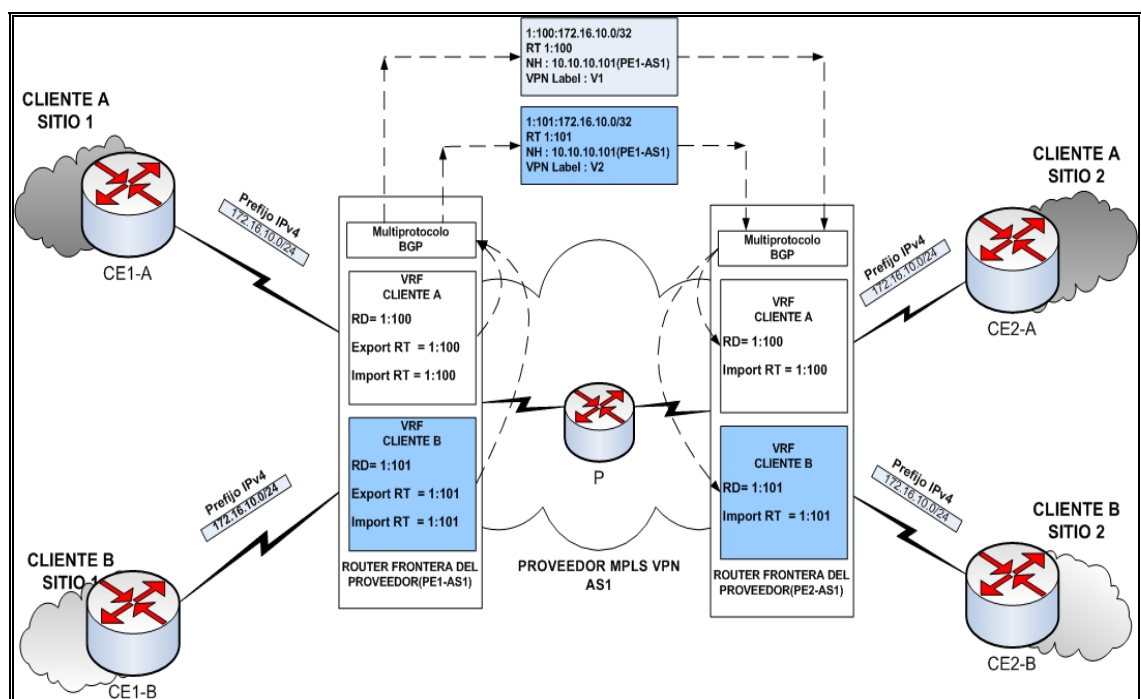 1:100:172.16.10.0/32
RT 1:100
NH : 10.10.10.101(PE1-AS1)
VPN Label : V1
1:101:172.16.10.0/32
RT 1:101
NH : 10.10.10.101(PE1-AS1)
VPN Label : V2
CLIENTE A
SITIO 1
CE1-A
Prefijo IPv4
172.16.10.0/24
CLIENTE A
SITIO 2
CE2-A
Prefijo IPv4
172.16.10.0/24
Multiprotocolo
BGP
VRF
CLIENTE A
RD= 1:100
Export RT = 1:100
Import RT = 1:100
VRF
CLIENTE B
RD= 1:101
Export RT = 1:101
Import RT = 1:101
ROUTER FRONTERA DEL
PROVEEDOR(PE1-AS1)
P
PROVEEDOR MPLS VPN
AS1
Multiprotocolo
BGP
VRF
CLIENTE A
RD= 1:100
Import RT = 1:100
VRF
CLIENTE B
RD= 1:101
Import RT = 1:101
ROUTER FRONTERA DEL
PROVEEDOR(PE2-AS1)
Prefijo IPv4
172.16.10.0/24
CLIENTE B
SITIO 1
CE1-B
Prefijo IPv4
172.16.10.0/24
CLIENTE B
SITIO 2
CE2-B